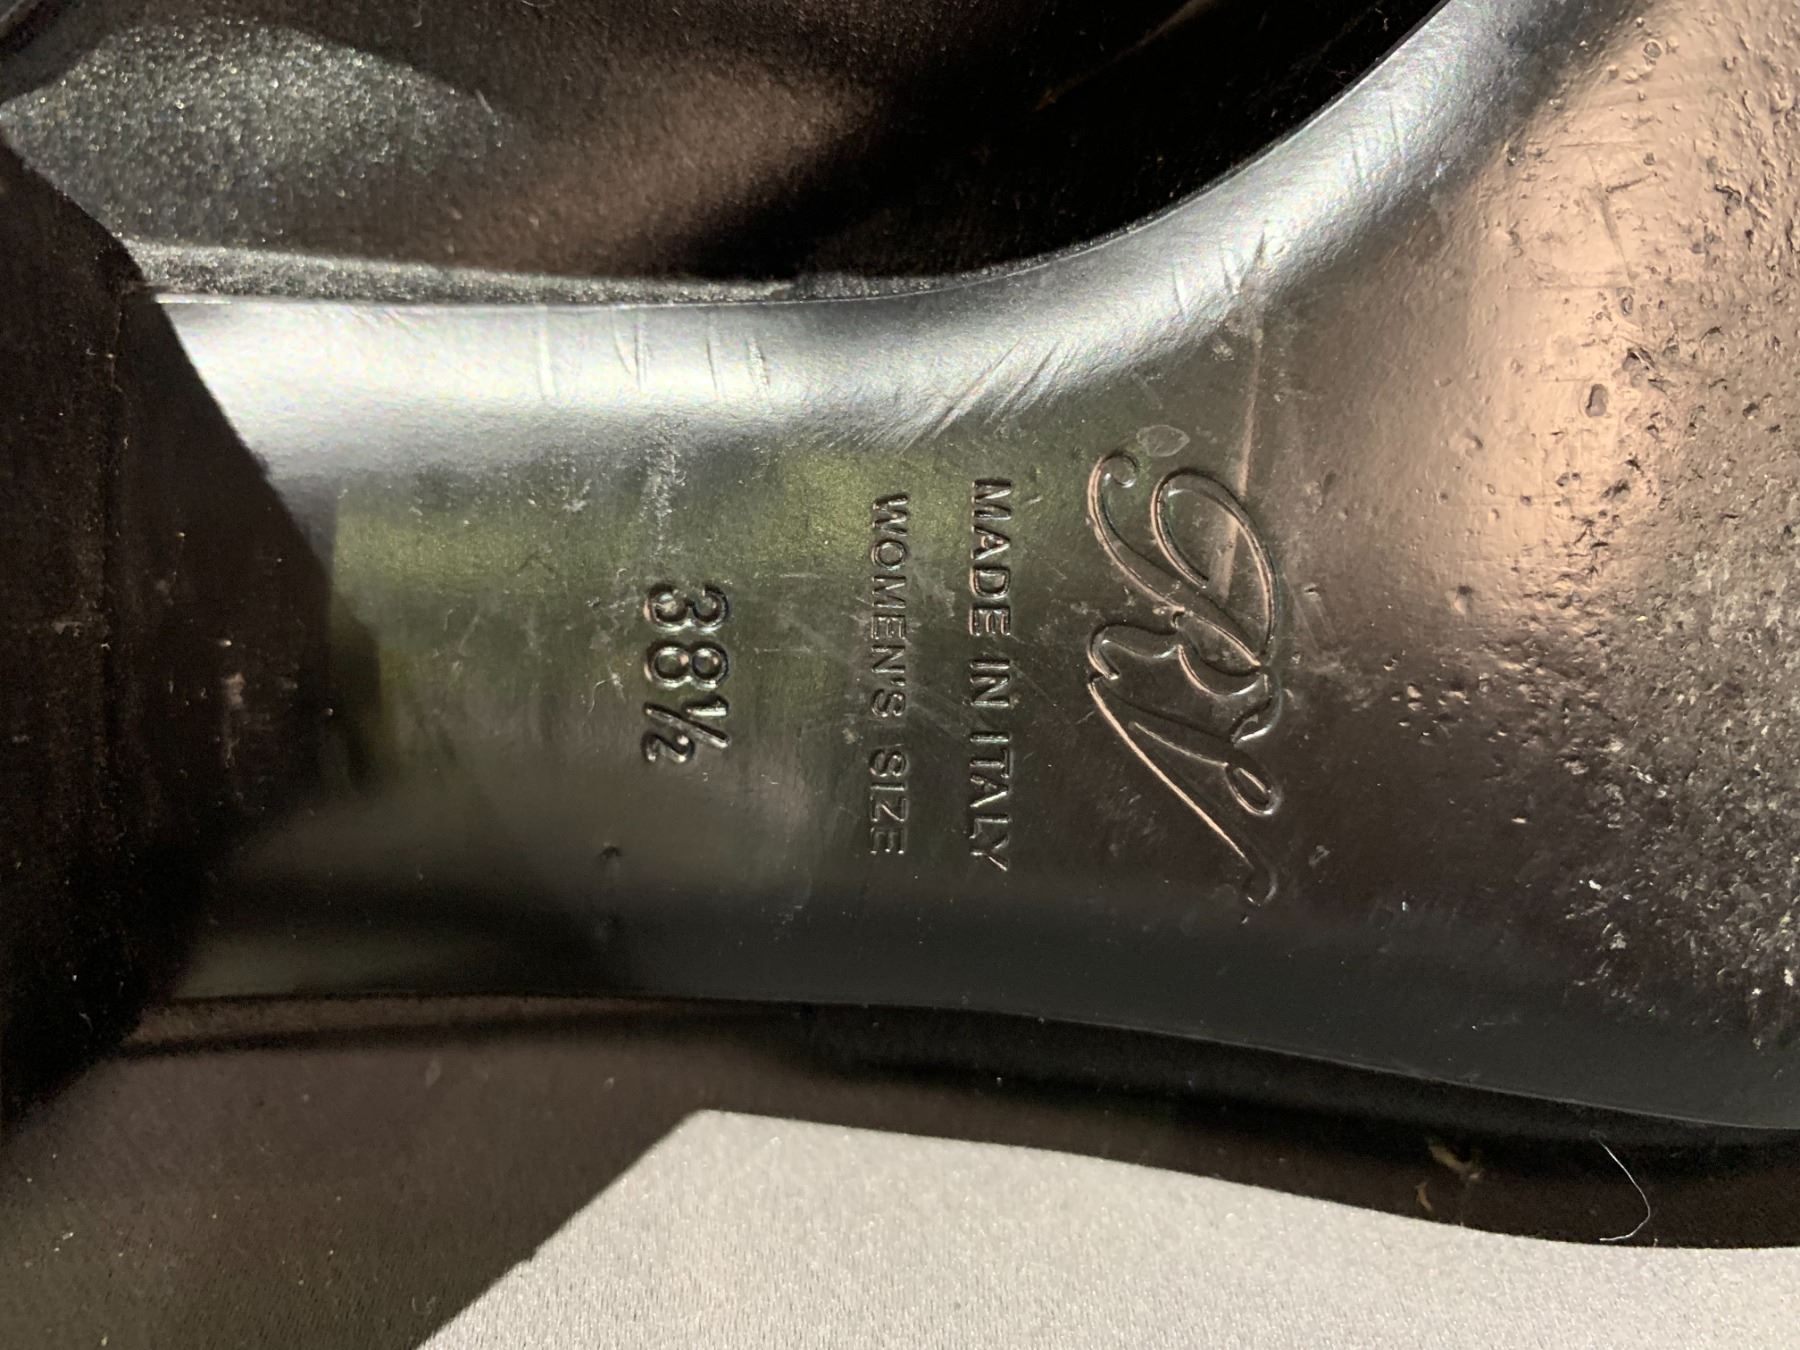 RV
MADE IN ITALY
WOMEN'S SIZE
38½